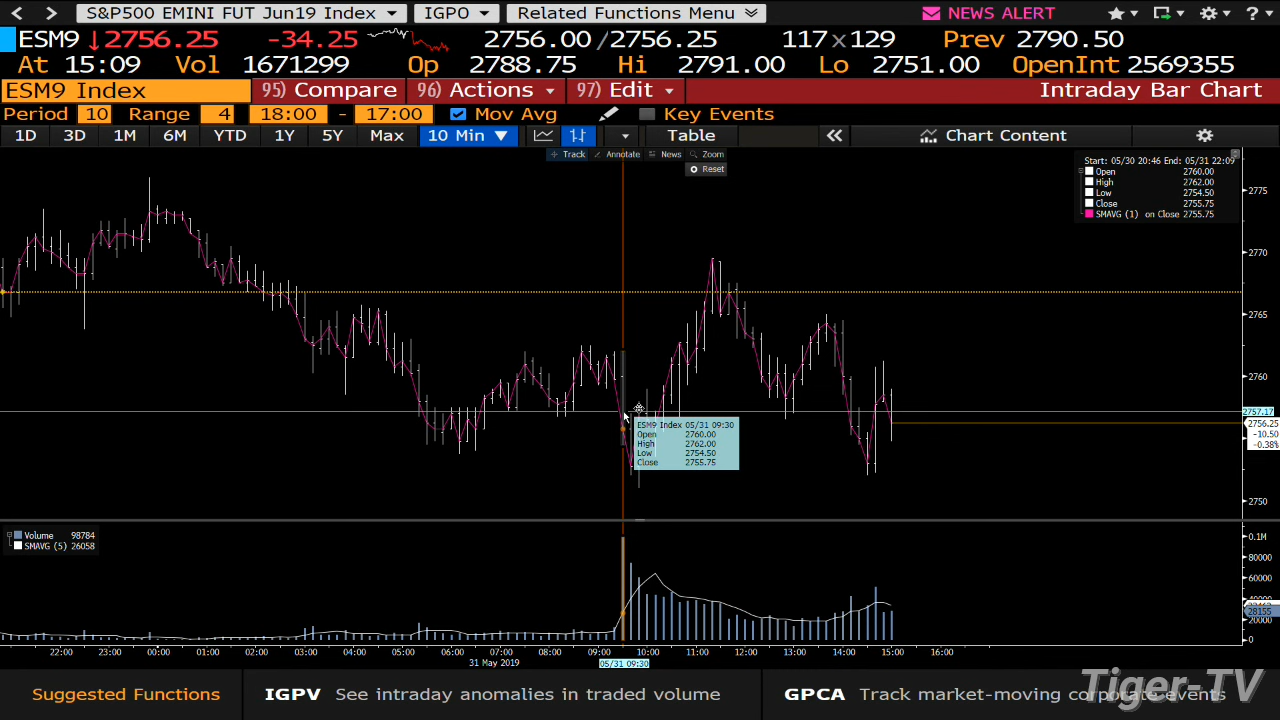 S&P500 EMINI FUT Jun19 Index IGPO Related Functions Menu NEWS ALERT ?
ESM9 ↓2756.25 -34.25 2756.00/2756.25 117×129 Prev 2790.50
At 15:09 Vol 1671299 Op 2788.75 Hi 2791.00 Lo 2751.00 OpenInt 2569355
ESM9 Index 95) Compare 96) Actions 97) Edit Intraday Bar Chart
Period 10 Range 4 18:00 - 17:00 Mov Avg Key Events
1D 3D 1M 6M YTD 1Y 5Y Max 10 Min Table Chart Content
Track Annotate News Zoom
Reset
Start: 05/30 20:46 End: 05/31 22:09
Open 2760.00
High 2762.00
Low 2754.50
Close 2755.75
SMAVG (1) on Close 2755.75
2775
2770
2765
2760
2757.17
2756.25
-10.50
-0.38%
2750
ESM9 Index 05/31 09:30
Open 2760.00
High 2762.00
Low 2754.50
Close 2755.75
Volume 98784
SMAVG (5) 26058
0.1M
80000
60000
40000
28155
20000
0
22:00 23:00 00:00 01:00 02:00 03:00 04:00 05:00 06:00 07:00 08:00 09:00 10:00 11:00 12:00 13:00 14:00 15:00 16:00
31 May 2019 05/31 09:30
Suggested Functions IGPV See intraday anomalies in traded volume GPCA Track market-moving corporate events
Tiger-TV